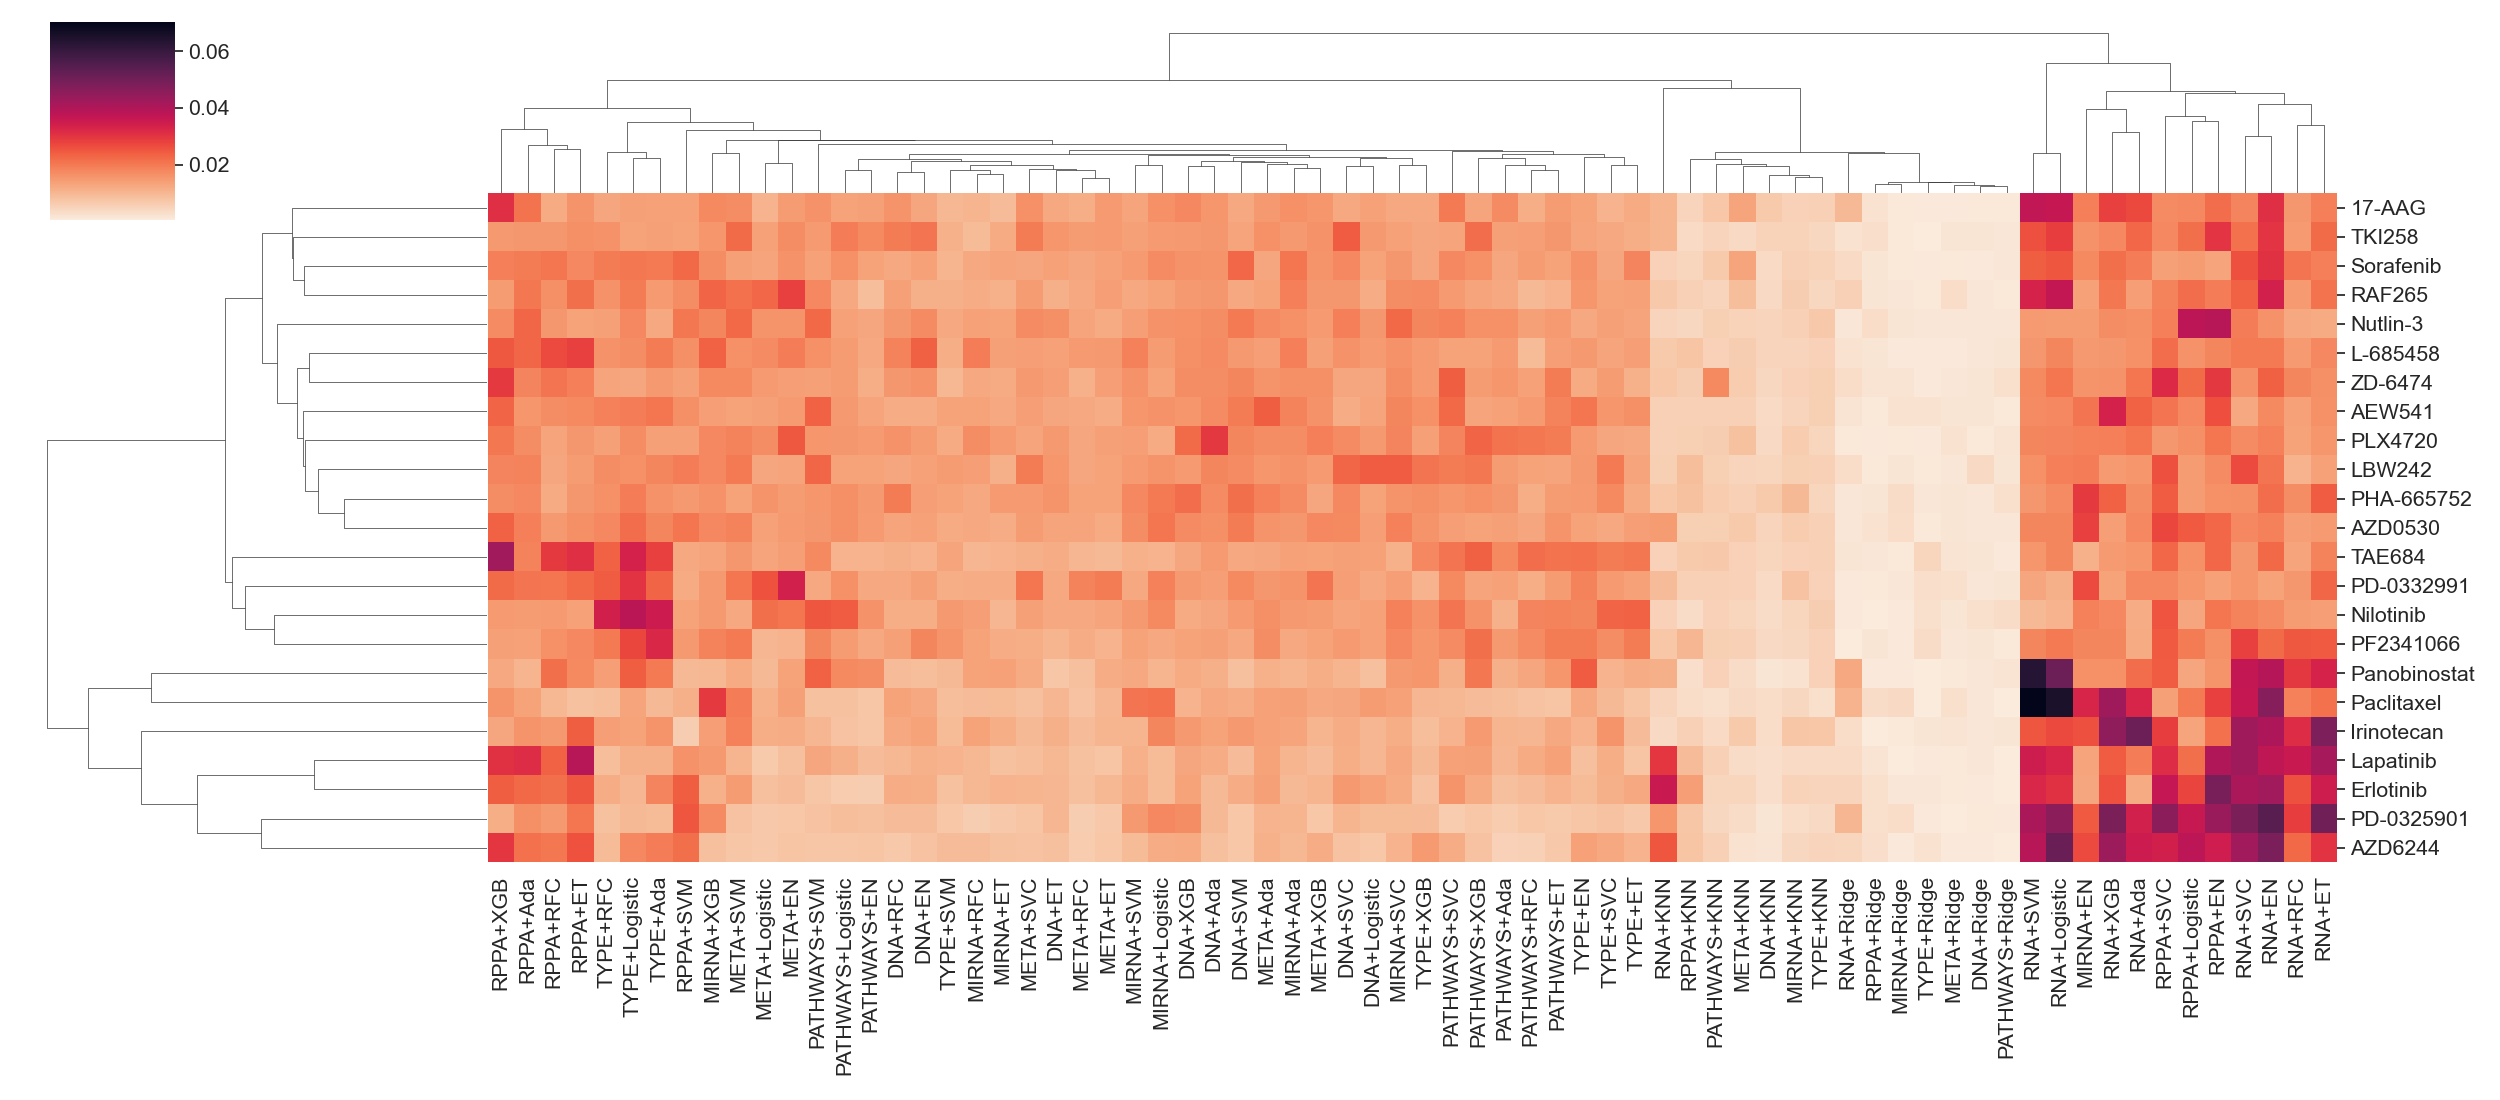 0.06
0.04
0.02
17-AAG
TKI258
Sorafenib
RAF265
Nutlin-3
L-685458
ZD-6474
AEW541
PLX4720
LBW242
PHA-665752
AZD0530
TAE684
PD-0332991
Nilotinib
PF2341066
Panobinostat
Paclitaxel
Irinotecan
Lapatinib
Erlotinib
PD-0325901
AZD6244
RPPA+XGB
RPPA+Ada
RPPA+RFC
RPPA+ET
TYPE+RFC
TYPE+Logistic
TYPE+Ada
RPPA+SVM
MIRNA+XGB
META+SVM
META+Logistic
META+EN
PATHWAYS+SVM
PATHWAYS+Logistic
PATHWAYS+EN
DNA+RFC
DNA+EN
TYPE+SVM
MIRNA+RFC
MIRNA+ET
META+SVC
DNA+ET
META+RFC
META+ET
MIRNA+SVM
MIRNA+Logistic
DNA+XGB
DNA+Ada
DNA+SVM
META+Ada
MIRNA+Ada
META+XGB
DNA+SVC
DNA+Logistic
MIRNA+SVC
TYPE+XGB
PATHWAYS+SVC
PATHWAYS+XGB
PATHWAYS+Ada
PATHWAYS+RFC
PATHWAYS+ET
TYPE+EN
TYPE+SVC
TYPE+ET
RNA+KNN
RPPA+KNN
PATHWAYS+KNN
META+KNN
DNA+KNN
MIRNA+KNN
TYPE+KNN
RNA+Ridge
RPPA+Ridge
MIRNA+Ridge
TYPE+Ridge
META+Ridge
DNA+Ridge
PATHWAYS+Ridge
RNA+SVM
RNA+Logistic
MIRNA+EN
RNA+XGB
RNA+Ada
RPPA+SVC
RPPA+Logistic
RPPA+EN
RNA+SVC
RNA+EN
RNA+RFC
RNA+ET